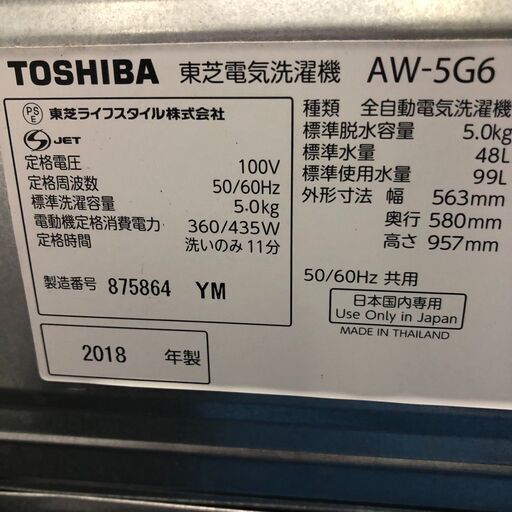 TOSHIBA 東芝電気洗濯機 AW-5G6
PS
E
東芝ライフスタイル株式会社
S JET
定格電圧 100V
定格周波数 50/60Hz
標準洗濯容量 5.0kg
電動機定格消費電力 360/435W
定格時間 洗いのみ 11分
製造番号 875864 YM
2018 年製
種類 全自動電気洗濯機
標準脱水容量 5.0kg
標準水量 48L
標準使用水量 99L
外形寸法 幅 563mm
奥行 580mm
高さ 957mm
50/60Hz 共用
日本国内専用
Use Only in Japan
MADE IN THAILAND